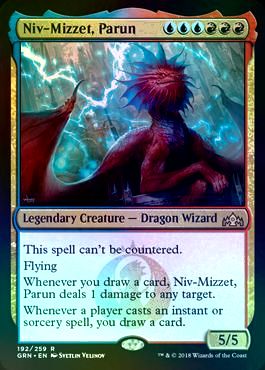 Niv-Mizzet, Parun
Legendary Creature — Dragon Wizard
This spell can't be countered.
Flying
Whenever you draw a card, Niv-Mizzet,
Parun deals 1 damage to any target.
Whenever a player casts an instant or
sorcery spell, you draw a card.
5/5
192/259 R
GRN • EN Svetlin Velinov
™ & © 2018 Wizards of the Coast